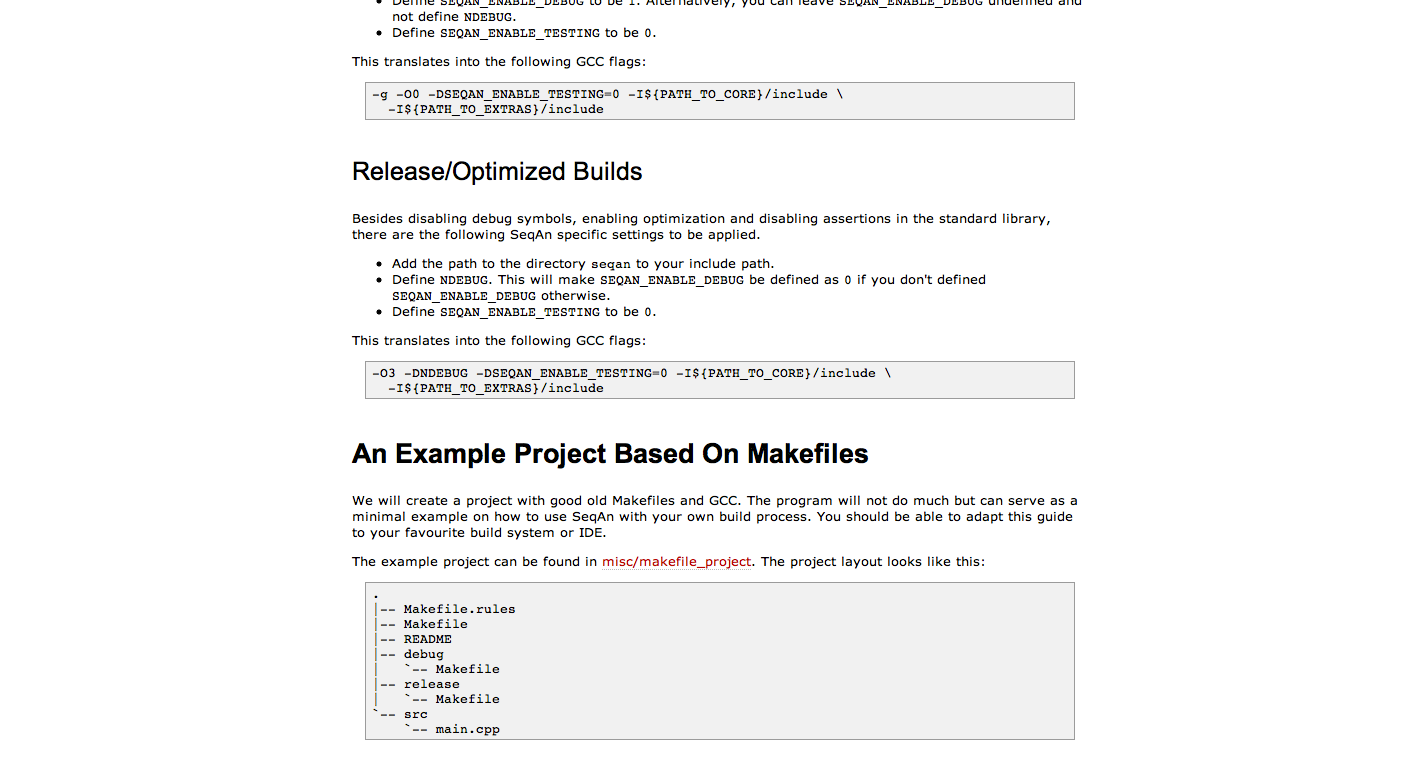 • Define SEQAN_ENABLE_DEBUG to be 1. Alternatively, you can leave SEQAN_ENABLE_DEBUG undefined and
not define NDEBUG.
• Define SEQAN_ENABLE_TESTING to be 0.
This translates into the following GCC flags:
-g -O0 -DSEQAN_ENABLE_TESTING=0 -I${PATH_TO_CORE}/include \
  -I${PATH_TO_EXTRAS}/include
Release/Optimized Builds
Besides disabling debug symbols, enabling optimization and disabling assertions in the standard library,
there are the following SeqAn specific settings to be applied.
• Add the path to the directory seqan to your include path.
• Define NDEBUG. This will make SEQAN_ENABLE_DEBUG be defined as 0 if you don't defined
SEQAN_ENABLE_DEBUG otherwise.
• Define SEQAN_ENABLE_TESTING to be 0.
This translates into the following GCC flags:
-O3 -DNDEBUG -DSEQAN_ENABLE_TESTING=0 -I${PATH_TO_CORE}/include \
  -I${PATH_TO_EXTRAS}/include
An Example Project Based On Makefiles
We will create a project with good old Makefiles and GCC. The program will not do much but can serve as a
minimal example on how to use SeqAn with your own build process. You should be able to adapt this guide
to your favourite build system or IDE.
The example project can be found in misc/makefile_project. The project layout looks like this:
.
|-- Makefile.rules
|-- Makefile
|-- README
|-- debug
|   `-- Makefile
|-- release
|   `-- Makefile
`-- src
    `-- main.cpp